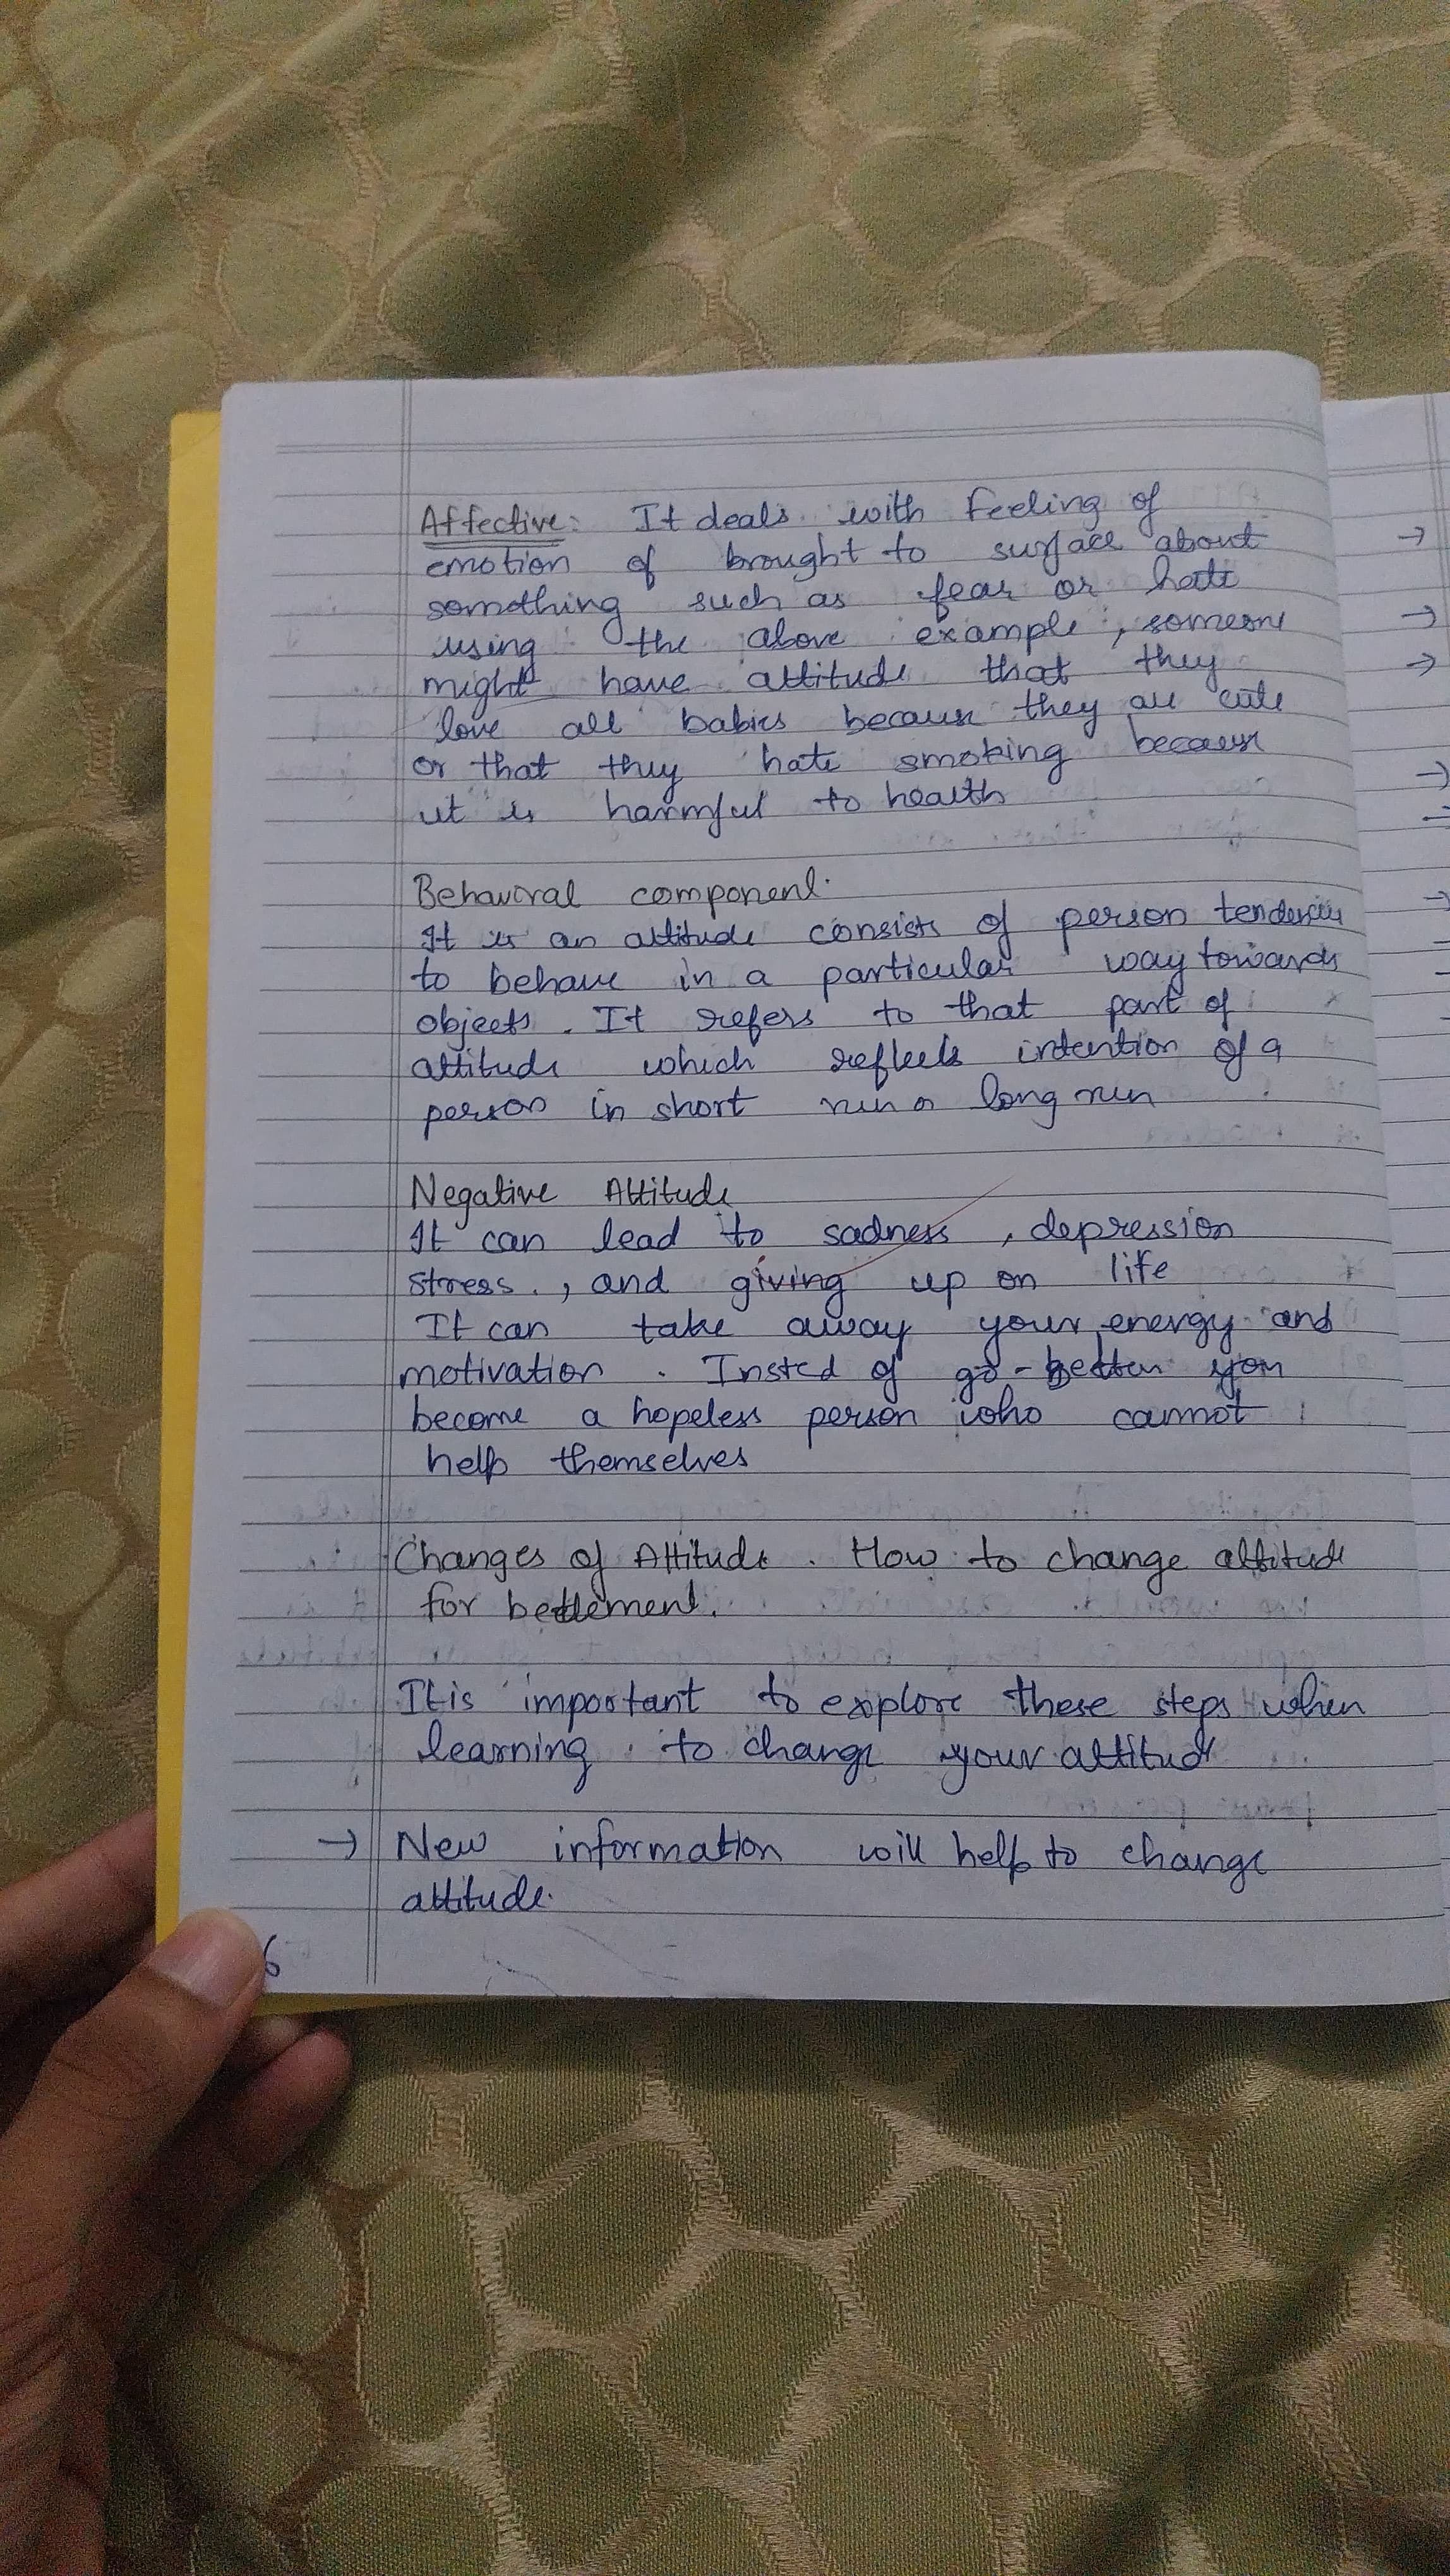 Affective: It deals with feeling of
emotion of brought to surface about
something such as fear or hate
using the above example, someone
might have attitude that they
love all babies because they are cute
or that they hate smoking because
it is harmful to health
Behavioral component.
It is an attitude consists of person tendencies
to behave in a particular way towards
objects. It refers to that part of
attitude which reflects intention of a
person in short run or long run
Negative Attitude
It can lead to sadness, depression
stress., and giving up on life
It can take away your energy and
motivation. Insted of go-getter you
become a hopeless person who cannot
help themselves
Changes of Attitude. How to change attitude
for bettlement.
It is important to explore these steps when
learning to change your attitude
→ New information will help to change
attitude.
6